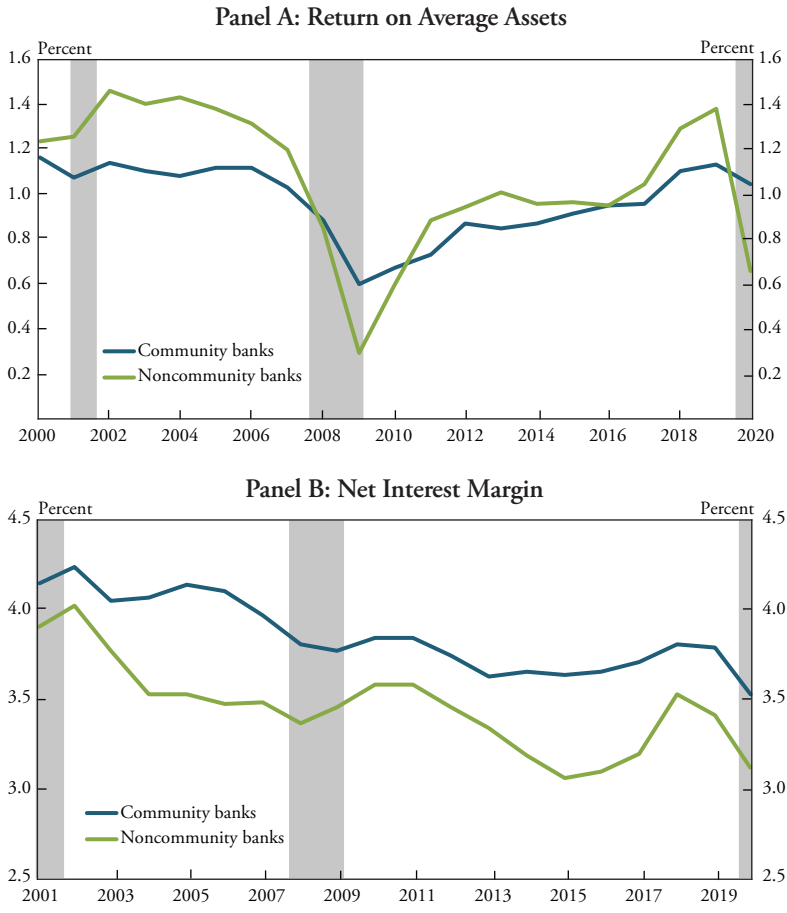 Panel A: Return on Average Assets
Percent Percent
1.6 1.6
1.4 1.4
1.2 1.2
1.0 1.0
0.8 0.8
0.6 0.6
0.4 0.4
0.2 0.2
Community banks
Noncommunity banks
2000 2002 2004 2006 2008 2010 2012 2014 2016 2018 2020
Panel B: Net Interest Margin
Percent Percent
4.5 4.5
4.0 4.0
3.5 3.5
3.0 3.0
Community banks
Noncommunity banks
2.5 2.5
2001 2003 2005 2007 2009 2011 2013 2015 2017 2019